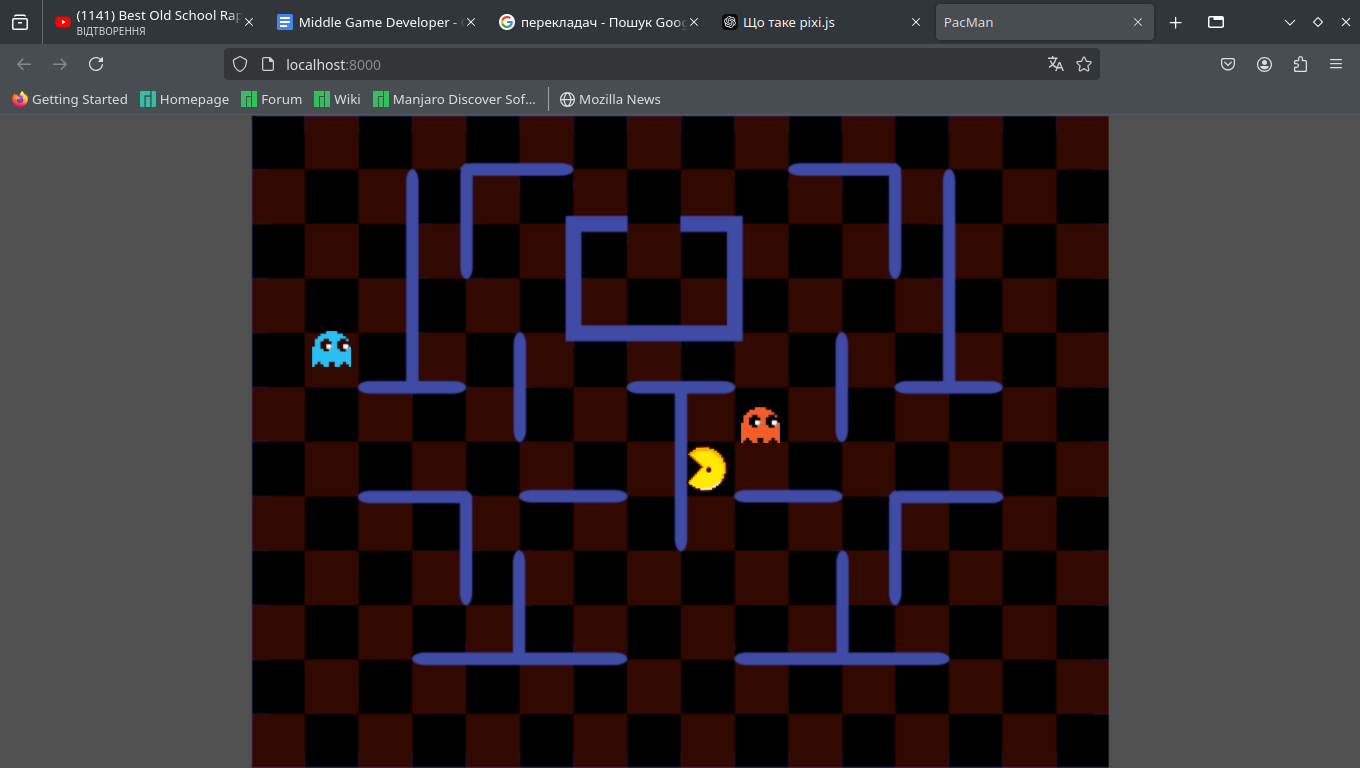 (1141) Best Old School Rap
ВІДТВОРЕННЯ
Middle Game Developer -
перекладач - Пошук Goog
Що таке pixi.js
PacMan
localhost:8000
Getting Started
Homepage
Forum
Wiki
Manjaro Discover Sof...
Mozilla News